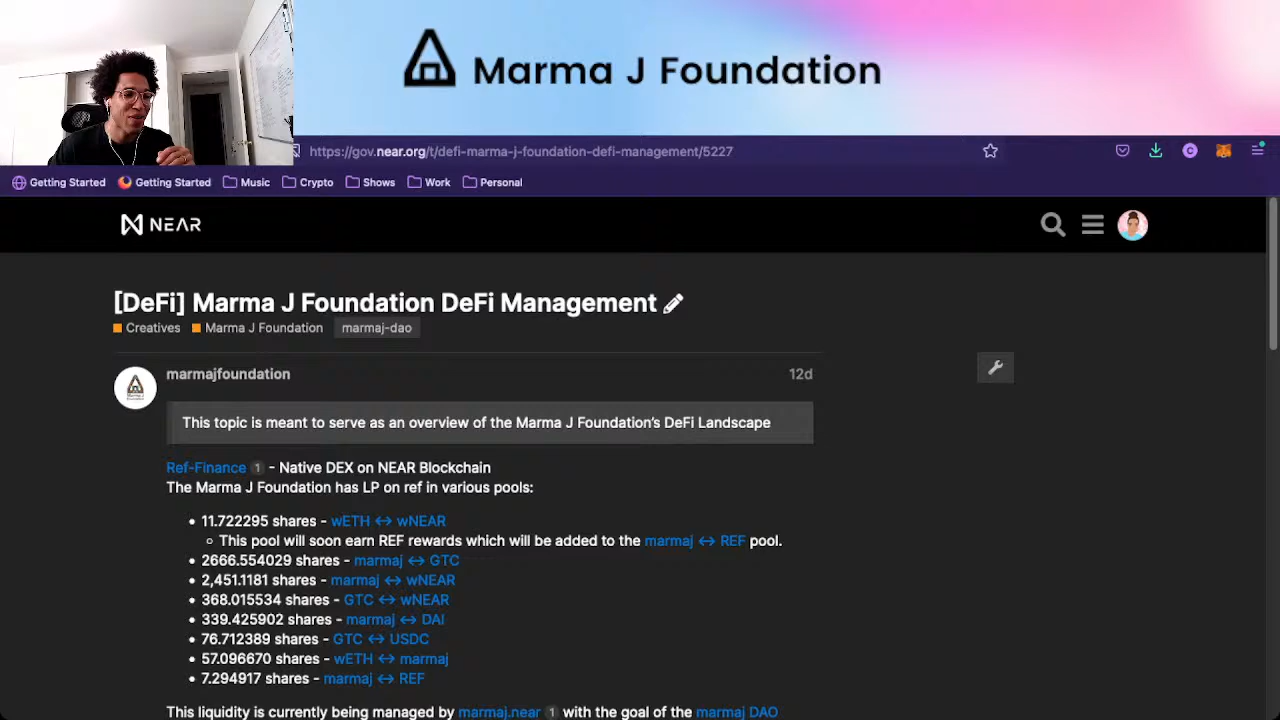 Marma J Foundation
https://gov.near.org/t/defi-marma-j-foundation-defi-management/5227
Getting Started Getting Started Music Crypto Shows Work Personal
NEAR
[DeFi] Marma J Foundation DeFi Management
Creatives Marma J Foundation marmaj-dao
marmajfoundation 12d
This topic is meant to serve as an overview of the Marma J Foundation's DeFi Landscape
Ref-Finance 1 - Native DEX on NEAR Blockchain
The Marma J Foundation has LP on ref in various pools:
• 11.722295 shares - wETH <-> wNEAR
◦ This pool will soon earn REF rewards which will be added to the marmaj <-> REF pool.
• 2666.554029 shares - marmaj <-> GTC
• 2,451.1181 shares - marmaj <-> wNEAR
• 368.015534 shares - GTC <-> wNEAR
• 339.425902 shares - marmaj <-> DAI
• 76.712389 shares - GTC <-> USDC
• 57.096670 shares - wETH <-> marmaj
• 7.294917 shares - marmaj <-> REF
This liquidity is currently being managed by marmaj.near 1 with the goal of the marmaj DAO